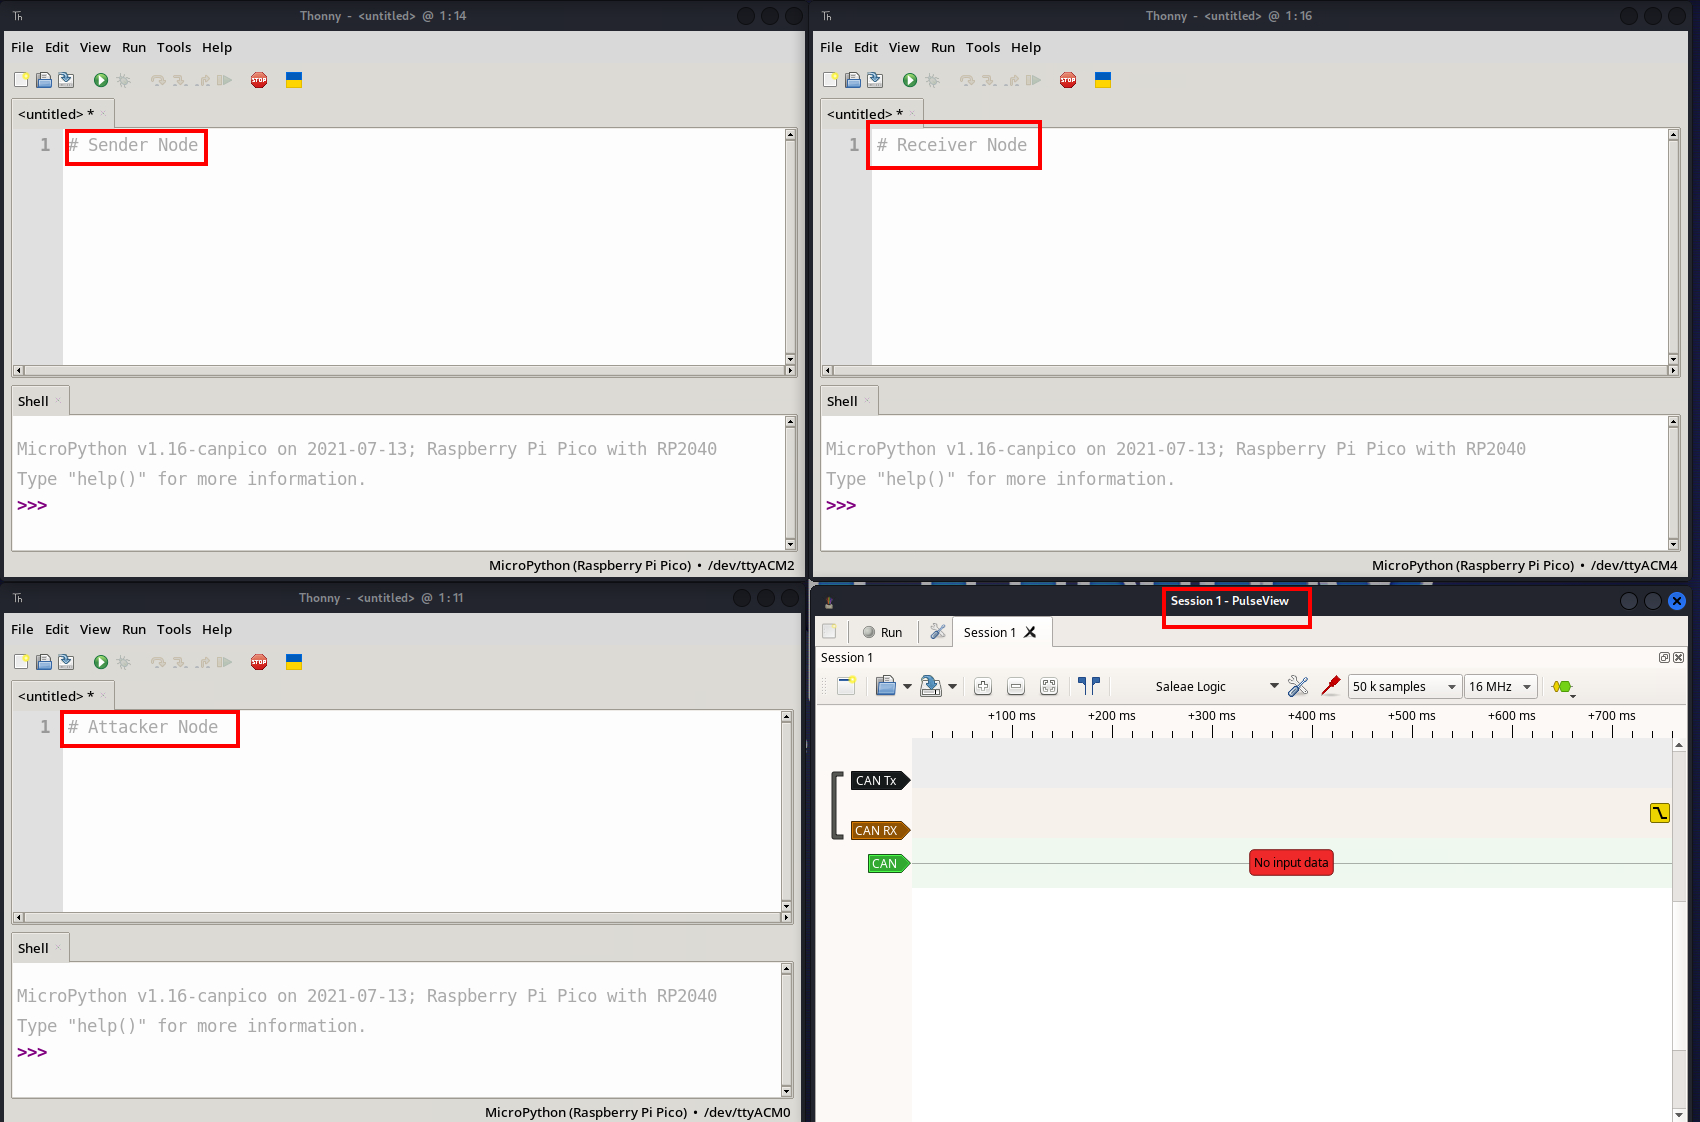 Thonny - <untitled> @ 1:14
File Edit View Run Tools Help
STOP
<untitled> *
1 # Sender Node
Shell
MicroPython v1.16-canpico on 2021-07-13; Raspberry Pi Pico with RP2040
Type "help()" for more information.
>>>
MicroPython (Raspberry Pi Pico) • /dev/ttyACM2
Thonny - <untitled> @ 1:16
File Edit View Run Tools Help
STOP
<untitled> *
1 # Receiver Node
Shell
MicroPython v1.16-canpico on 2021-07-13; Raspberry Pi Pico with RP2040
Type "help()" for more information.
>>>
MicroPython (Raspberry Pi Pico) • /dev/ttyACM4
Thonny - <untitled> @ 1:11
File Edit View Run Tools Help
STOP
<untitled> *
1 # Attacker Node
Shell
MicroPython v1.16-canpico on 2021-07-13; Raspberry Pi Pico with RP2040
Type "help()" for more information.
>>>
MicroPython (Raspberry Pi Pico) • /dev/ttyACM0
Session 1 - PulseView
Run Session 1
Session 1
Saleae Logic 50 k samples 16 MHz
+100 ms +200 ms +300 ms +400 ms +500 ms +600 ms +700 ms
CAN Tx
CAN RX
CAN No input data